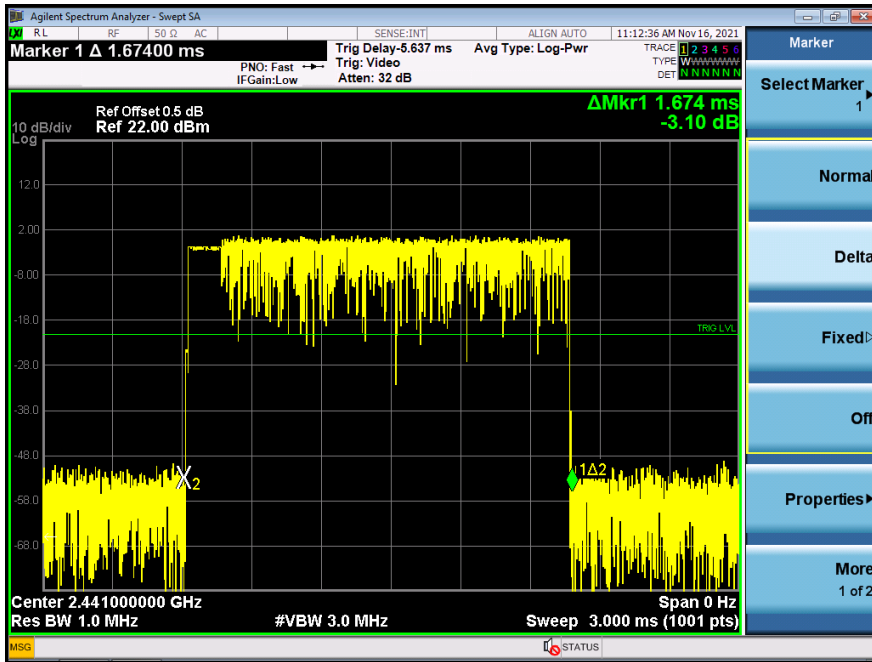 Agilent Spectrum Analyzer - Swept SA
LXI RL RF 50 Ω AC SENSE:INT ALIGN AUTO 11:12:36 AM Nov 16, 2021
Marker 1 Δ 1.67400 ms
PNO: Fast
IFGain:Low
Trig Delay-5.637 ms
Trig: Video
Atten: 32 dB
Avg Type: Log-Pwr
TRACE 1 2 3 4 5 6
TYPE WWWWWW
DET N N N N N N
Marker
Select Marker
1
Normal
Delta
Fixed
Off
Properties
More
1 of 2
ΔMkr1 1.674 ms
-3.10 dB
Ref Offset 0.5 dB
10 dB/div Ref 22.00 dBm
Log
12.0
2.00
-8.00
-18.0
TRIG LVL
-28.0
-38.0
-48.0
2
1Δ2
-58.0
-68.0
Center 2.441000000 GHz Span 0 Hz
Res BW 1.0 MHz #VBW 3.0 MHz Sweep 3.000 ms (1001 pts)
MSG STATUS